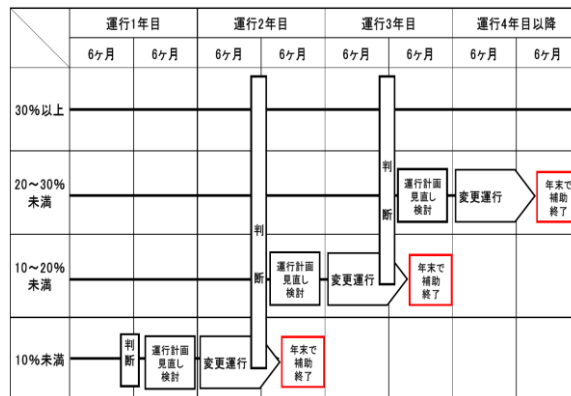 運行1年目 運行2年目 運行3年目 運行4年目以降
6ヶ月 6ヶ月 6ヶ月 6ヶ月 6ヶ月 6ヶ月 6ヶ月 6ヶ月
30%以上
判
断
20〜30%
未満
判
断
運行計画
見直し
検討
変更運行
年末で
補助
終了
10〜20%
未満
運行計画
見直し
検討
変更運行
年末で
補助
終了
10%未満
判
断
運行計画
見直し
検討
変更運行
年末で
補助
終了